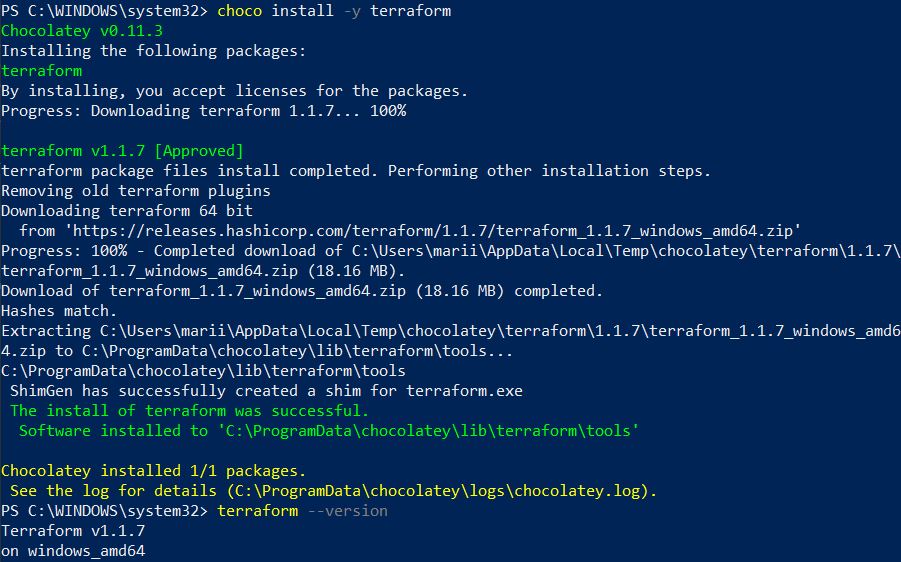 PS C:\WINDOWS\system32> choco install -y terraform
Chocolatey v0.11.3
Installing the following packages:
terraform
By installing, you accept licenses for the packages.
Progress: Downloading terraform 1.1.7... 100%
terraform v1.1.7 [Approved]
terraform package files install completed. Performing other installation steps.
Removing old terraform plugins
Downloading terraform 64 bit
  from 'https://releases.hashicorp.com/terraform/1.1.7/terraform_1.1.7_windows_amd64.zip'
Progress: 100% - Completed download of C:\Users\marii\AppData\Local\Temp\chocolatey\terraform\1.1.7\
terraform_1.1.7_windows_amd64.zip (18.16 MB).
Download of terraform_1.1.7_windows_amd64.zip (18.16 MB) completed.
Hashes match.
Extracting C:\Users\marii\AppData\Local\Temp\chocolatey\terraform\1.1.7\terraform_1.1.7_windows_amd6
4.zip to C:\ProgramData\chocolatey\lib\terraform\tools...
C:\ProgramData\chocolatey\lib\terraform\tools
 ShimGen has successfully created a shim for terraform.exe
 The install of terraform was successful.
  Software installed to 'C:\ProgramData\chocolatey\lib\terraform\tools'
Chocolatey installed 1/1 packages.
 See the log for details (C:\ProgramData\chocolatey\logs\chocolatey.log).
PS C:\WINDOWS\system32> terraform --version
Terraform v1.1.7
on windows_amd64